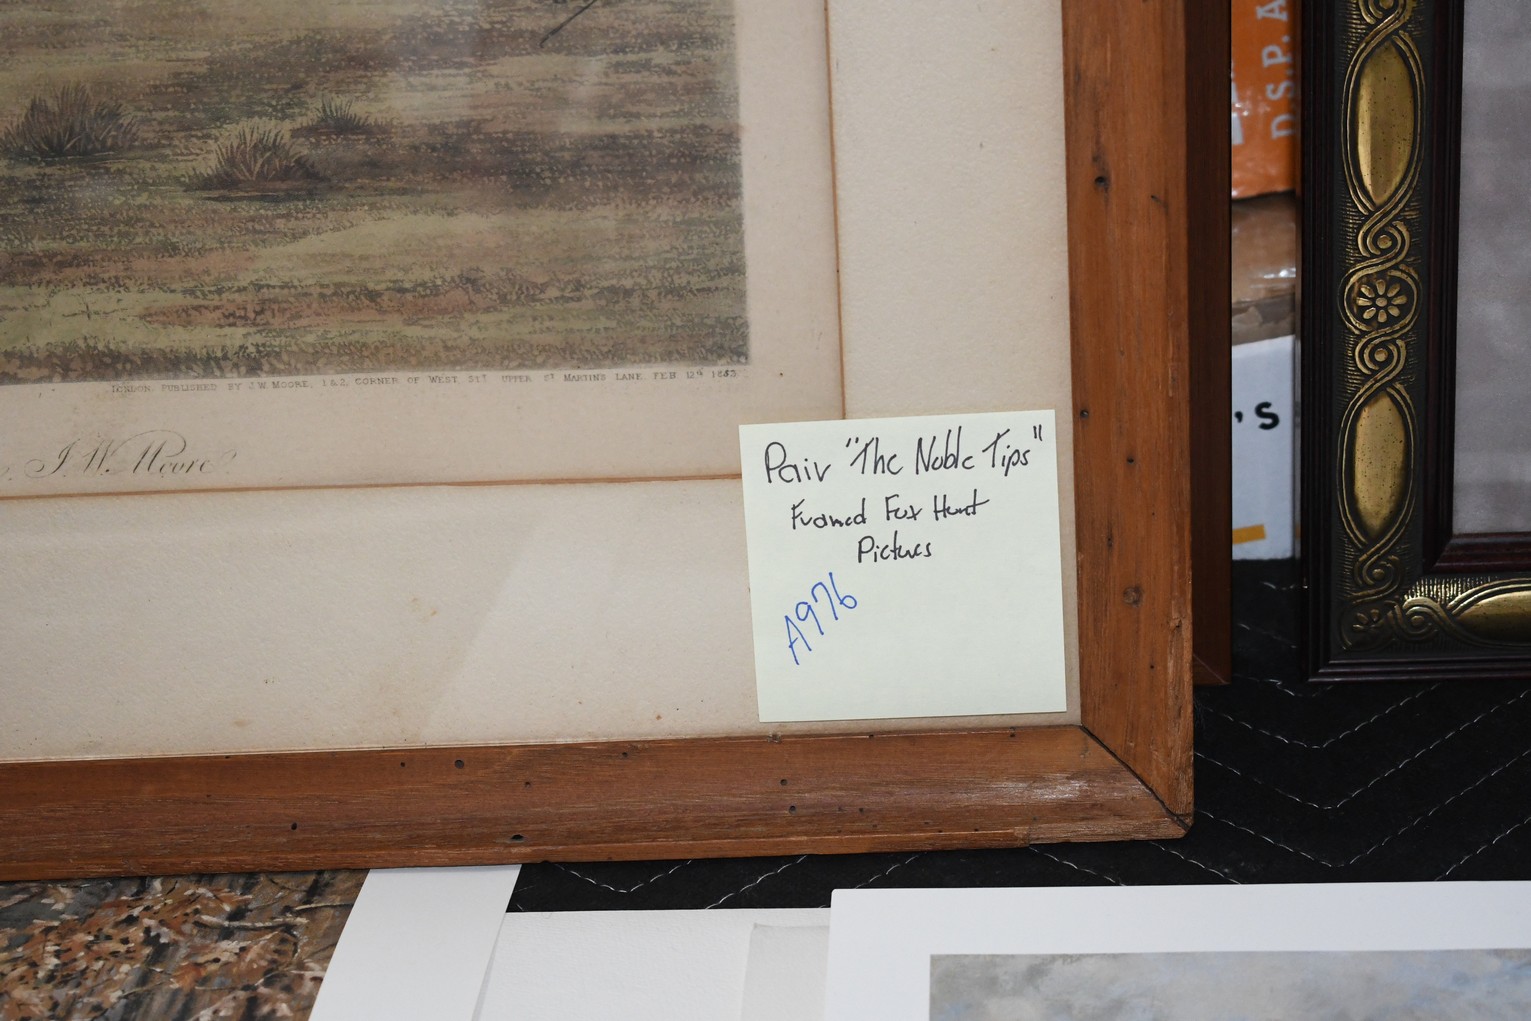 LONDON. PUBLISHED BY J.W. MOORE, 1 & 2, CORNER OF WEST ST. UPPER ST MARTIN'S LANE. FEB 12th
J. W. Moore
Pair "The Noble Tips"
Framed Fox Hunt
Pictures
A976
D.S.P. A
's